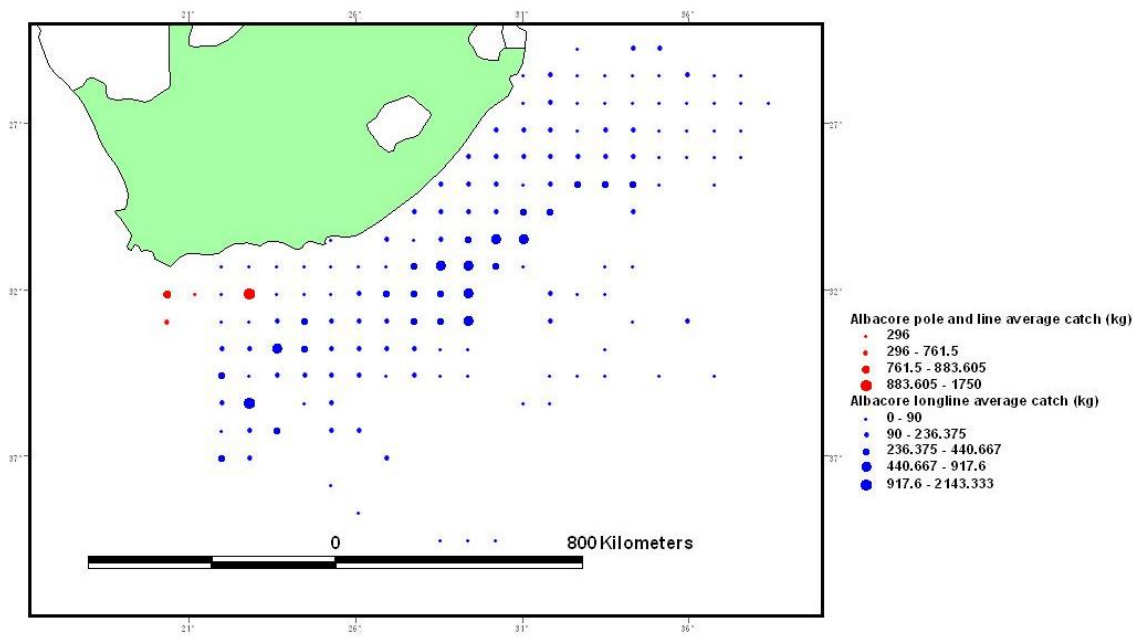 21° 26° 31° 36°
27° 27°
32° 32°
37° 37°
Albacore pole and line average catch (kg)
296
296 - 761.5
761.5 - 883.605
883.605 - 1750
Albacore longline average catch (kg)
0 - 90
90 - 236.375
236.375 - 440.667
440.667 - 917.6
917.6 - 2143.333
0 800 Kilometers
21° 26° 31° 36°